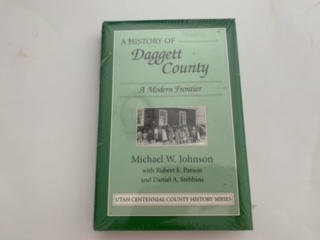 A HISTORY OF
Daggett
County
A Modern Frontier
Michael W. Johnson
with Robert E. Parson
and Daniel A. Stebbins
UTAH CENTENNIAL COUNTY HISTORY SERIES